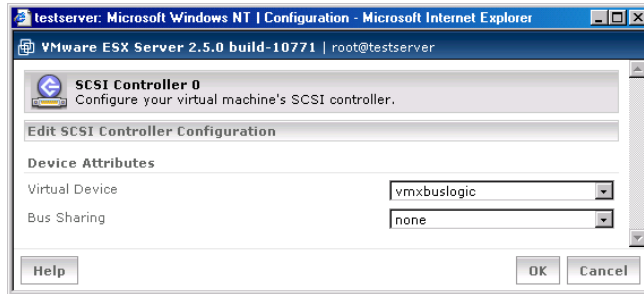 testserver: Microsoft Windows NT | Configuration - Microsoft Internet Explorer
VMware ESX Server 2.5.0 build-10771 | root@testserver
SCSI Controller 0
Configure your virtual machine's SCSI controller.
Edit SCSI Controller Configuration
Device Attributes
Virtual Device vmxbuslogic
Bus Sharing none
Help OK Cancel